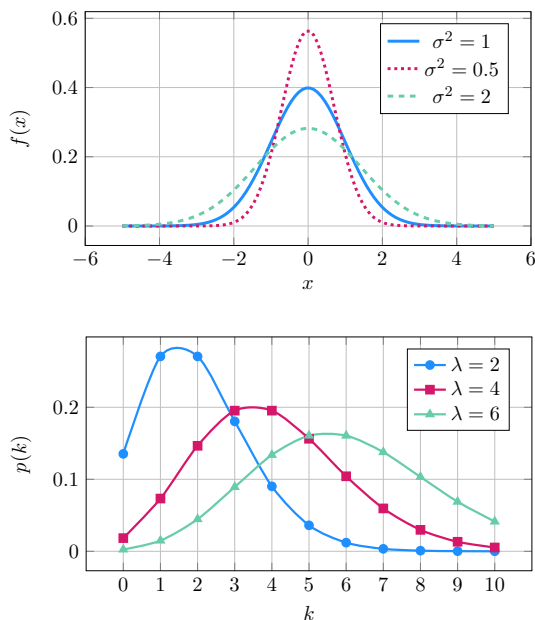 0.6
0.4
0.2
0
f(x)
σ² = 1
σ² = 0.5
σ² = 2
−6 −4 −2 0 2 4 6
x
0.2
0.1
0
p(k)
λ = 2
λ = 4
λ = 6
0 1 2 3 4 5 6 7 8 9 10
k